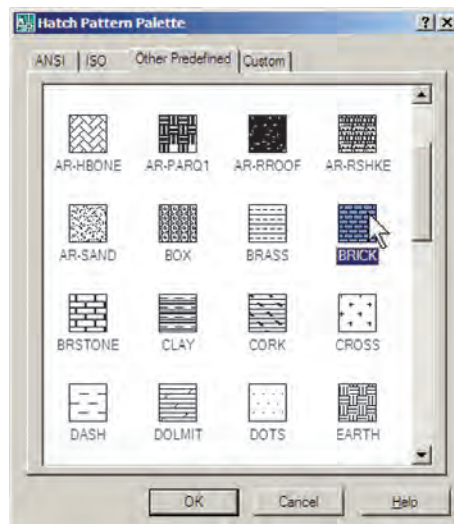 Hatch Pattern Palette
ANSI ISO Other Predefined Custom
AR-HBONE AR-PARQ1 AR-RROOF AR-RSHKE
AR-SAND BOX BRASS BRICK
BRSTONE CLAY CORK CROSS
DASH DOLMIT DOTS EARTH
OK Cancel Help